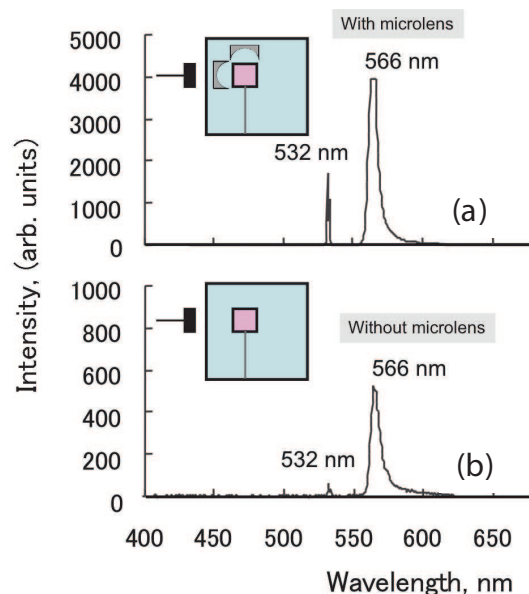 Intensity, (arb. units)
5000
4000
3000
2000
1000
0
With microlens
566 nm
532 nm
(a)
1000
800
600
400
200
0
Without microlens
566 nm
532 nm
(b)
400 450 500 550 600 650
Wavelength, nm